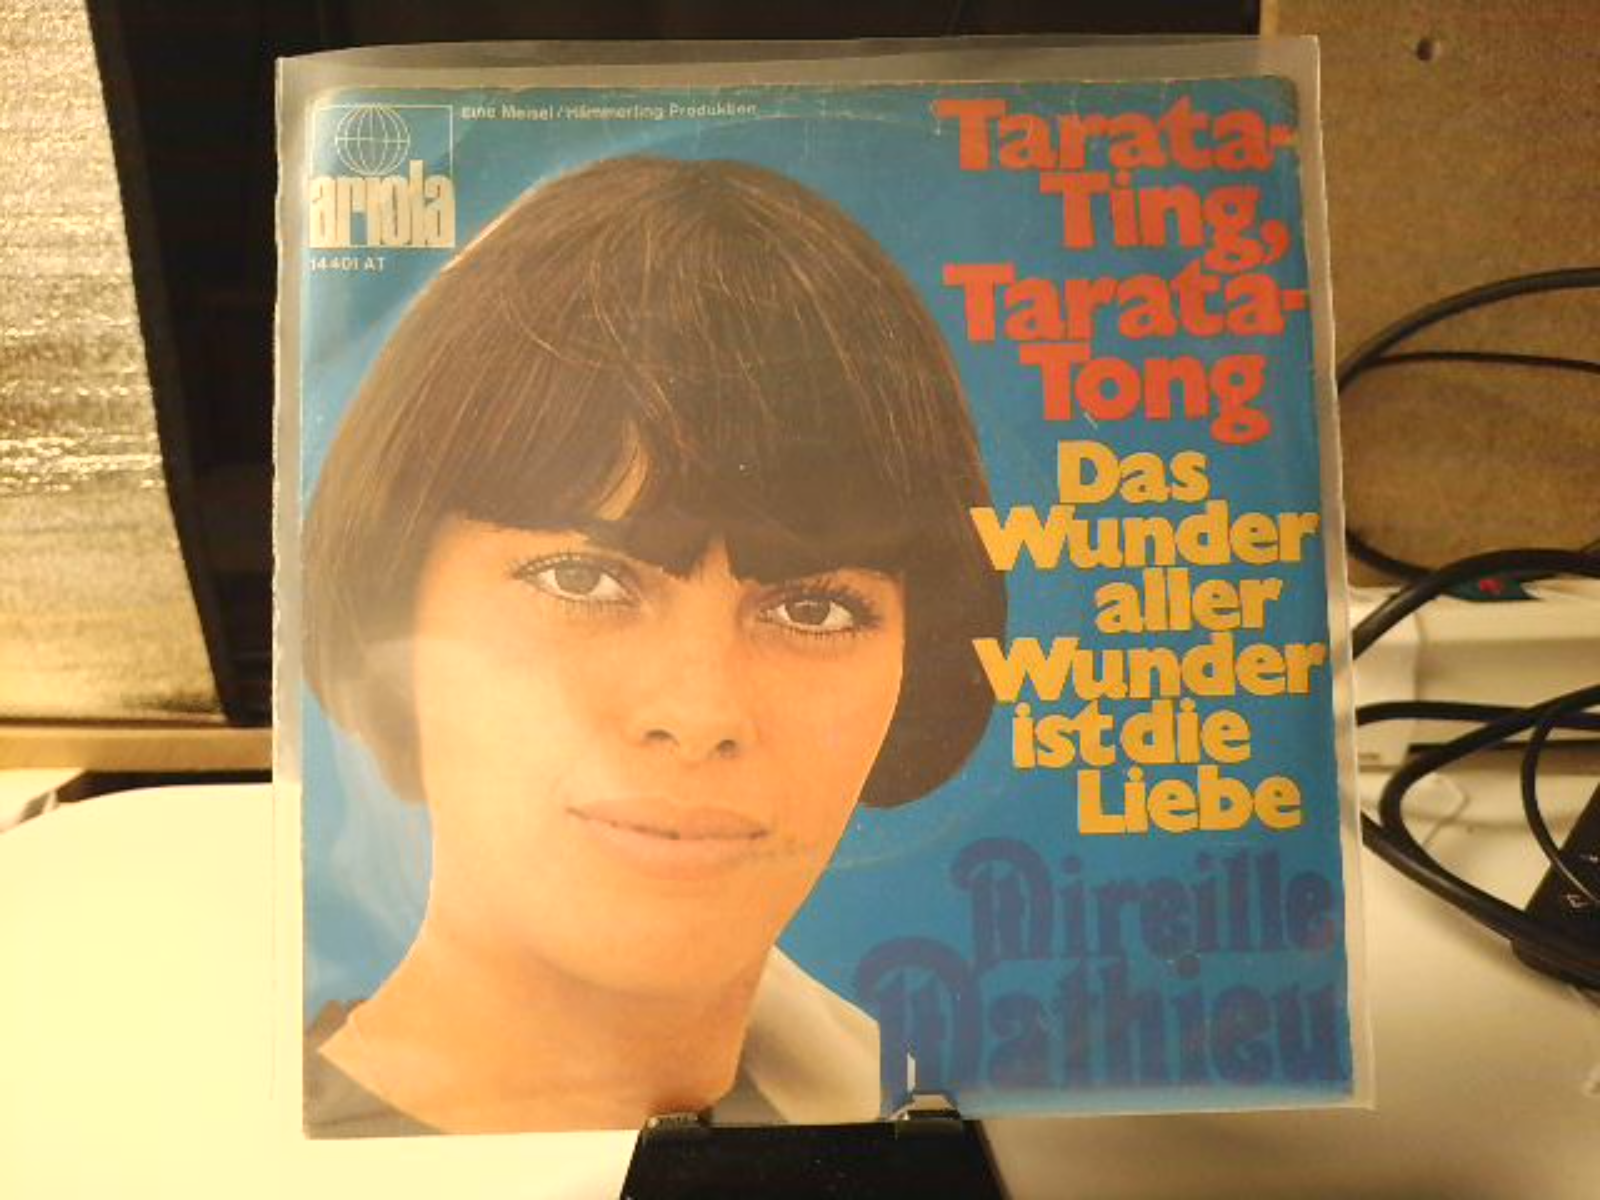 Eine Meisel / Hämmerling Produktion
ariola
14401 AT
Tarata-
Ting,
Tarata-
Tong
Das
Wunder
aller
Wunder
ist die
Liebe
Mireille
Mathieu